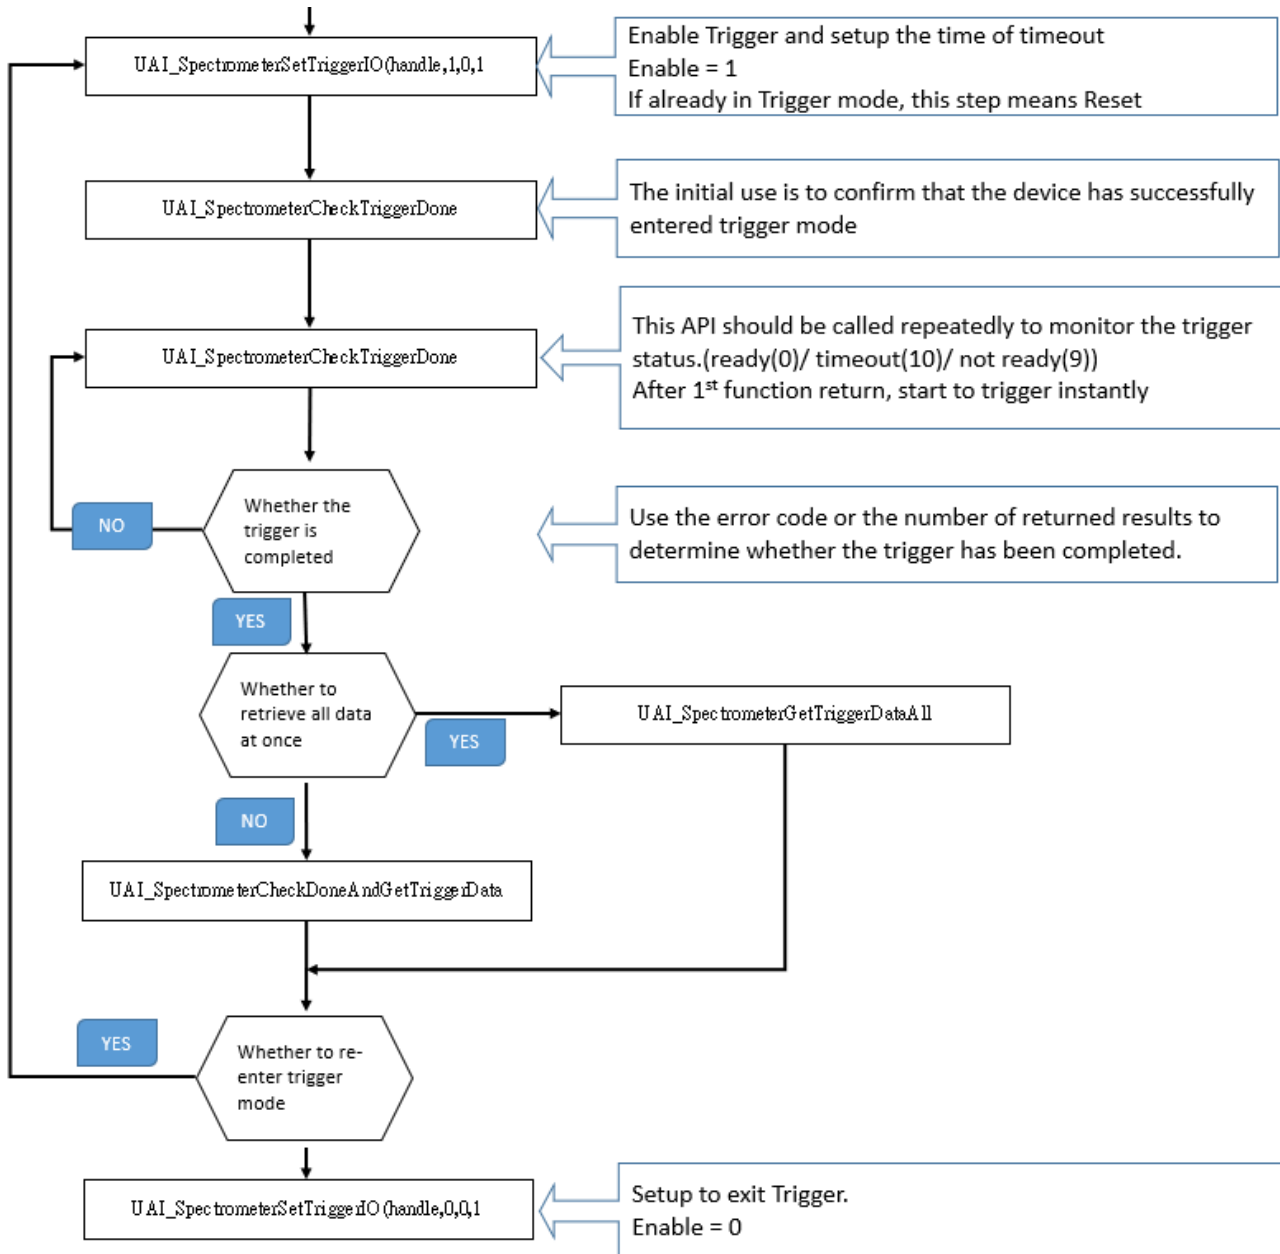 UAI_SpectrometerSetTriggerIO(handle,1,0,1
Enable Trigger and setup the time of timeout
Enable = 1
If already in Trigger mode, this step means Reset
UAI_SpectrometerCheckTriggerDone
The initial use is to confirm that the device has successfully
entered trigger mode
UAI_SpectrometerCheckTriggerDone
This API should be called repeatedly to monitor the trigger
status.(ready(0)/ timeout(10)/ not ready(9))
After 1st function return, start to trigger instantly
Whether the
trigger is
completed
NO
Use the error code or the number of returned results to
determine whether the trigger has been completed.
YES
Whether to
retrieve all data
at once
YES
UAI_SpectrometerGetTriggerDataAll
NO
UAI_SpectrometerCheckDoneAndGetTriggerData
YES
Whether to re-
enter trigger
mode
UAI_SpectrometerSetTriggerIO(handle,0,0,1
Setup to exit Trigger.
Enable = 0